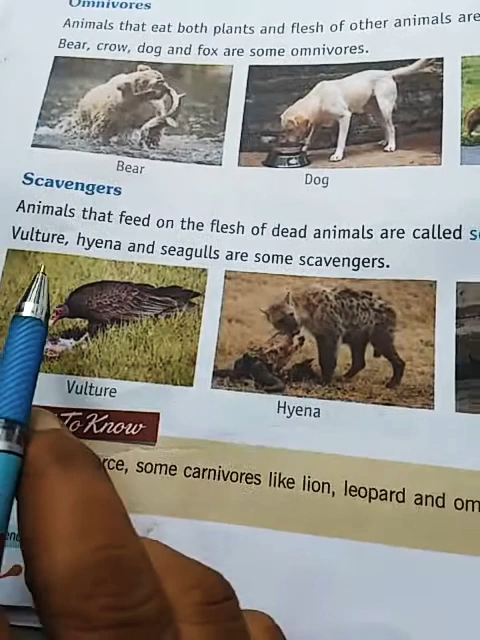 Omnivores
Animals that eat both plants and flesh of other animals are
Bear, crow, dog and fox are some omnivores.
Bear
Dog
Scavengers
Animals that feed on the flesh of dead animals are called
Vulture, hyena and seagulls are some scavengers.
Vulture
Hyena
To Know
some carnivores like lion, leopard and